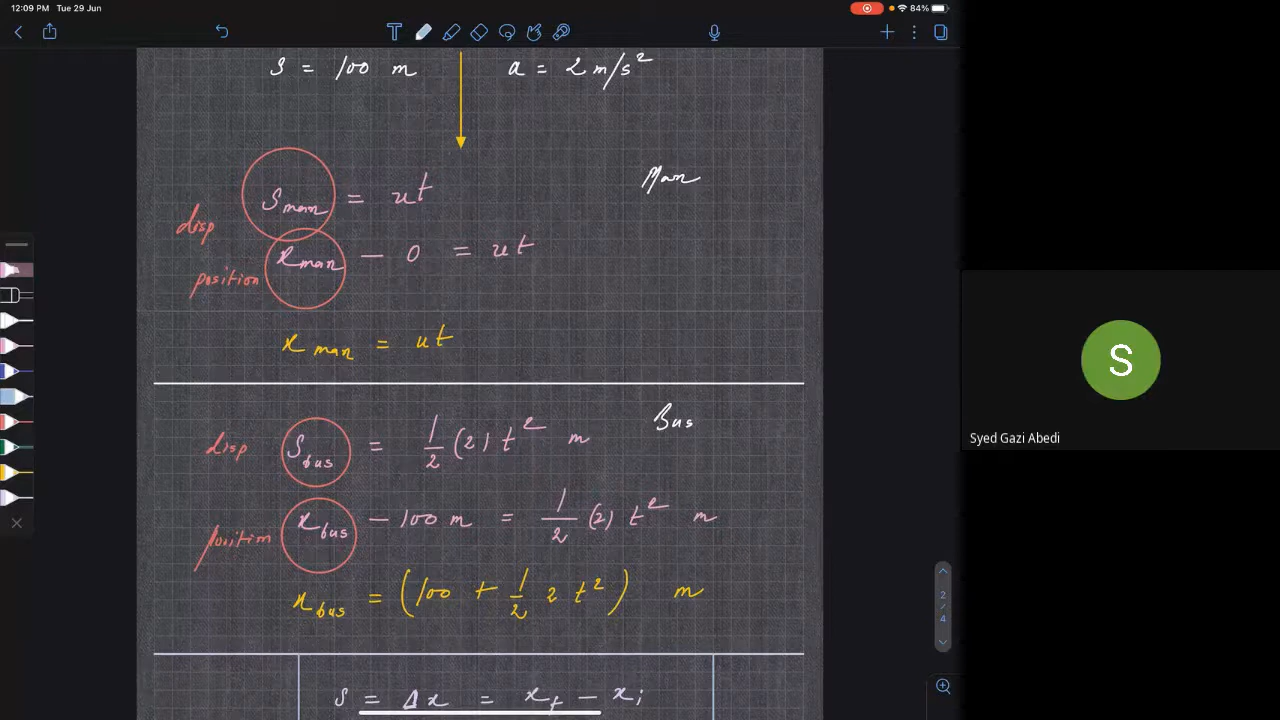 12:09 PM Tue 29 Jun 84%
S = 100 m a = 2 m/s²
Man
S man = ut
disp
x man - 0 = ut
position
x man = ut
Bus
disp S bus = 1/2 (2) t² m
position x bus - 100 m = 1/2 (2) t² m
x bus = (100 + 1/2 2 t²) m
S = Δx = x f - x i
2 / 4
S
Syed Gazi Abedi